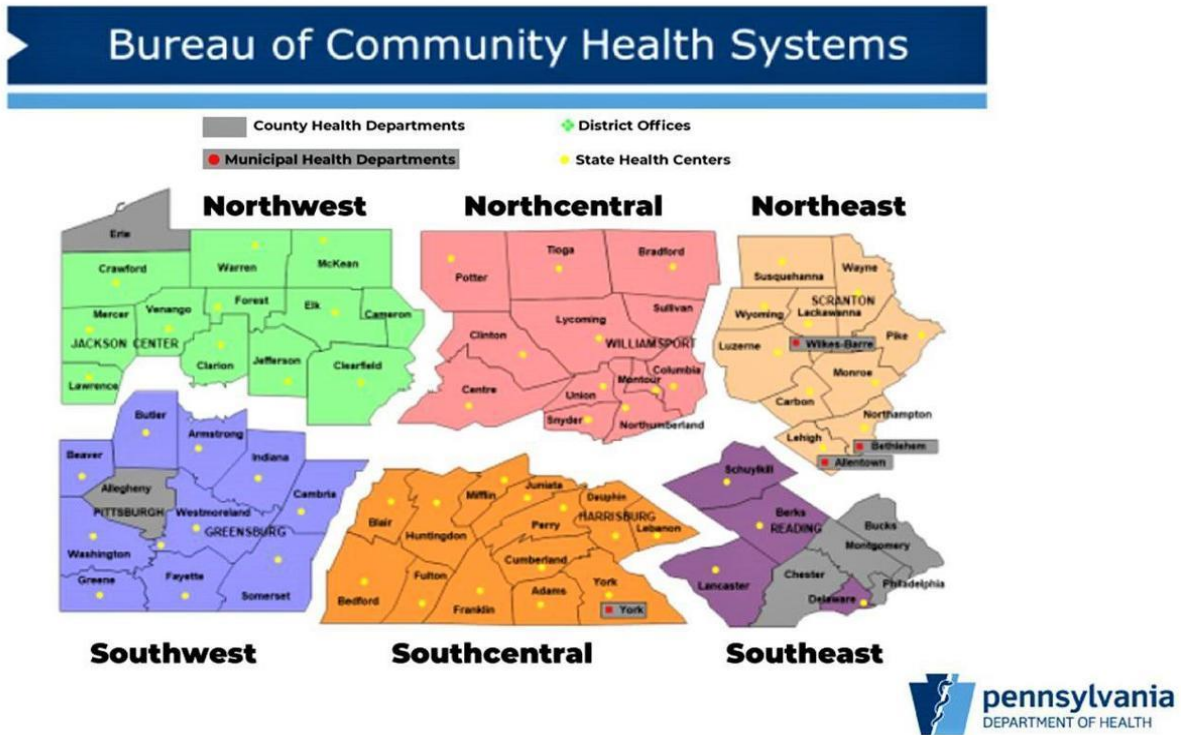 Bureau of Community Health Systems
County Health Departments
District Offices
Municipal Health Departments
State Health Centers
Northwest
Northcentral
Northeast
Erie
Crawford
Warren
McKean
Mercer
Venango
Forest
Elk
Cameron
JACKSON CENTER
Clarion
Jefferson
Clearfield
Lawrence
Potter
Tioga
Bradford
Sullivan
Clinton
Lycoming
WILLIAMSPORT
Centre
Union
Montour
Columbia
Snyder
Northumberland
Susquehanna
Wayne
SCRANTON
Wyoming
Lackawanna
Luzerne
Wilkes-Barre
Pike
Monroe
Carbon
Northampton
Lehigh
Bethlehem
Allentown
Butler
Armstrong
Beaver
Indiana
Allegheny
Cambria
PITTSBURGH
Westmoreland
GREENSBURG
Washington
Greene
Fayette
Somerset
Mifflin
Juniata
Dauphin
Blair
Huntingdon
Perry
HARRISBURG
Lebanon
Cumberland
Bedford
Fulton
Franklin
Adams
York
York
Schuylkill
Berks
READING
Bucks
Montgomery
Lancaster
Chester
Philadelphia
Delaware
Southwest
Southcentral
Southeast
pennsylvania
DEPARTMENT OF HEALTH